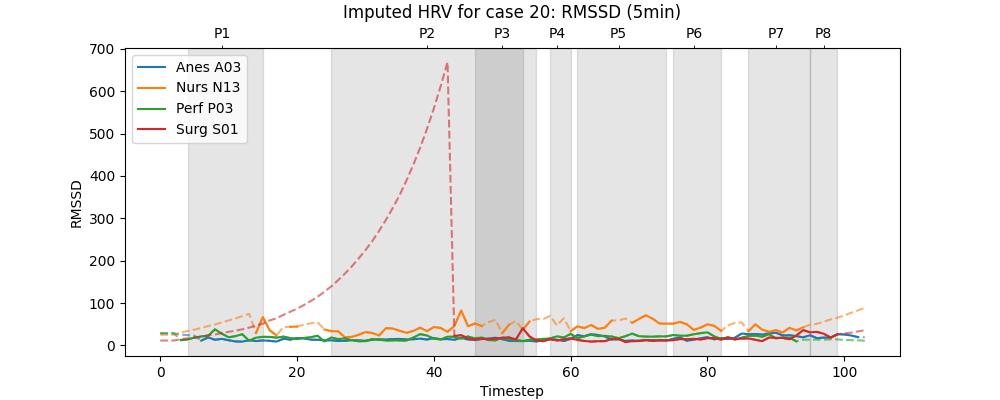 Imputed HRV for case 20: RMSSD (5min)
P1 P2 P3 P4 P5 P6 P7 P8
Anes A03
Nurs N13
Perf P03
Surg S01
700
600
500
400
300
200
100
0
RMSSD
0 20 40 60 80 100
Timestep